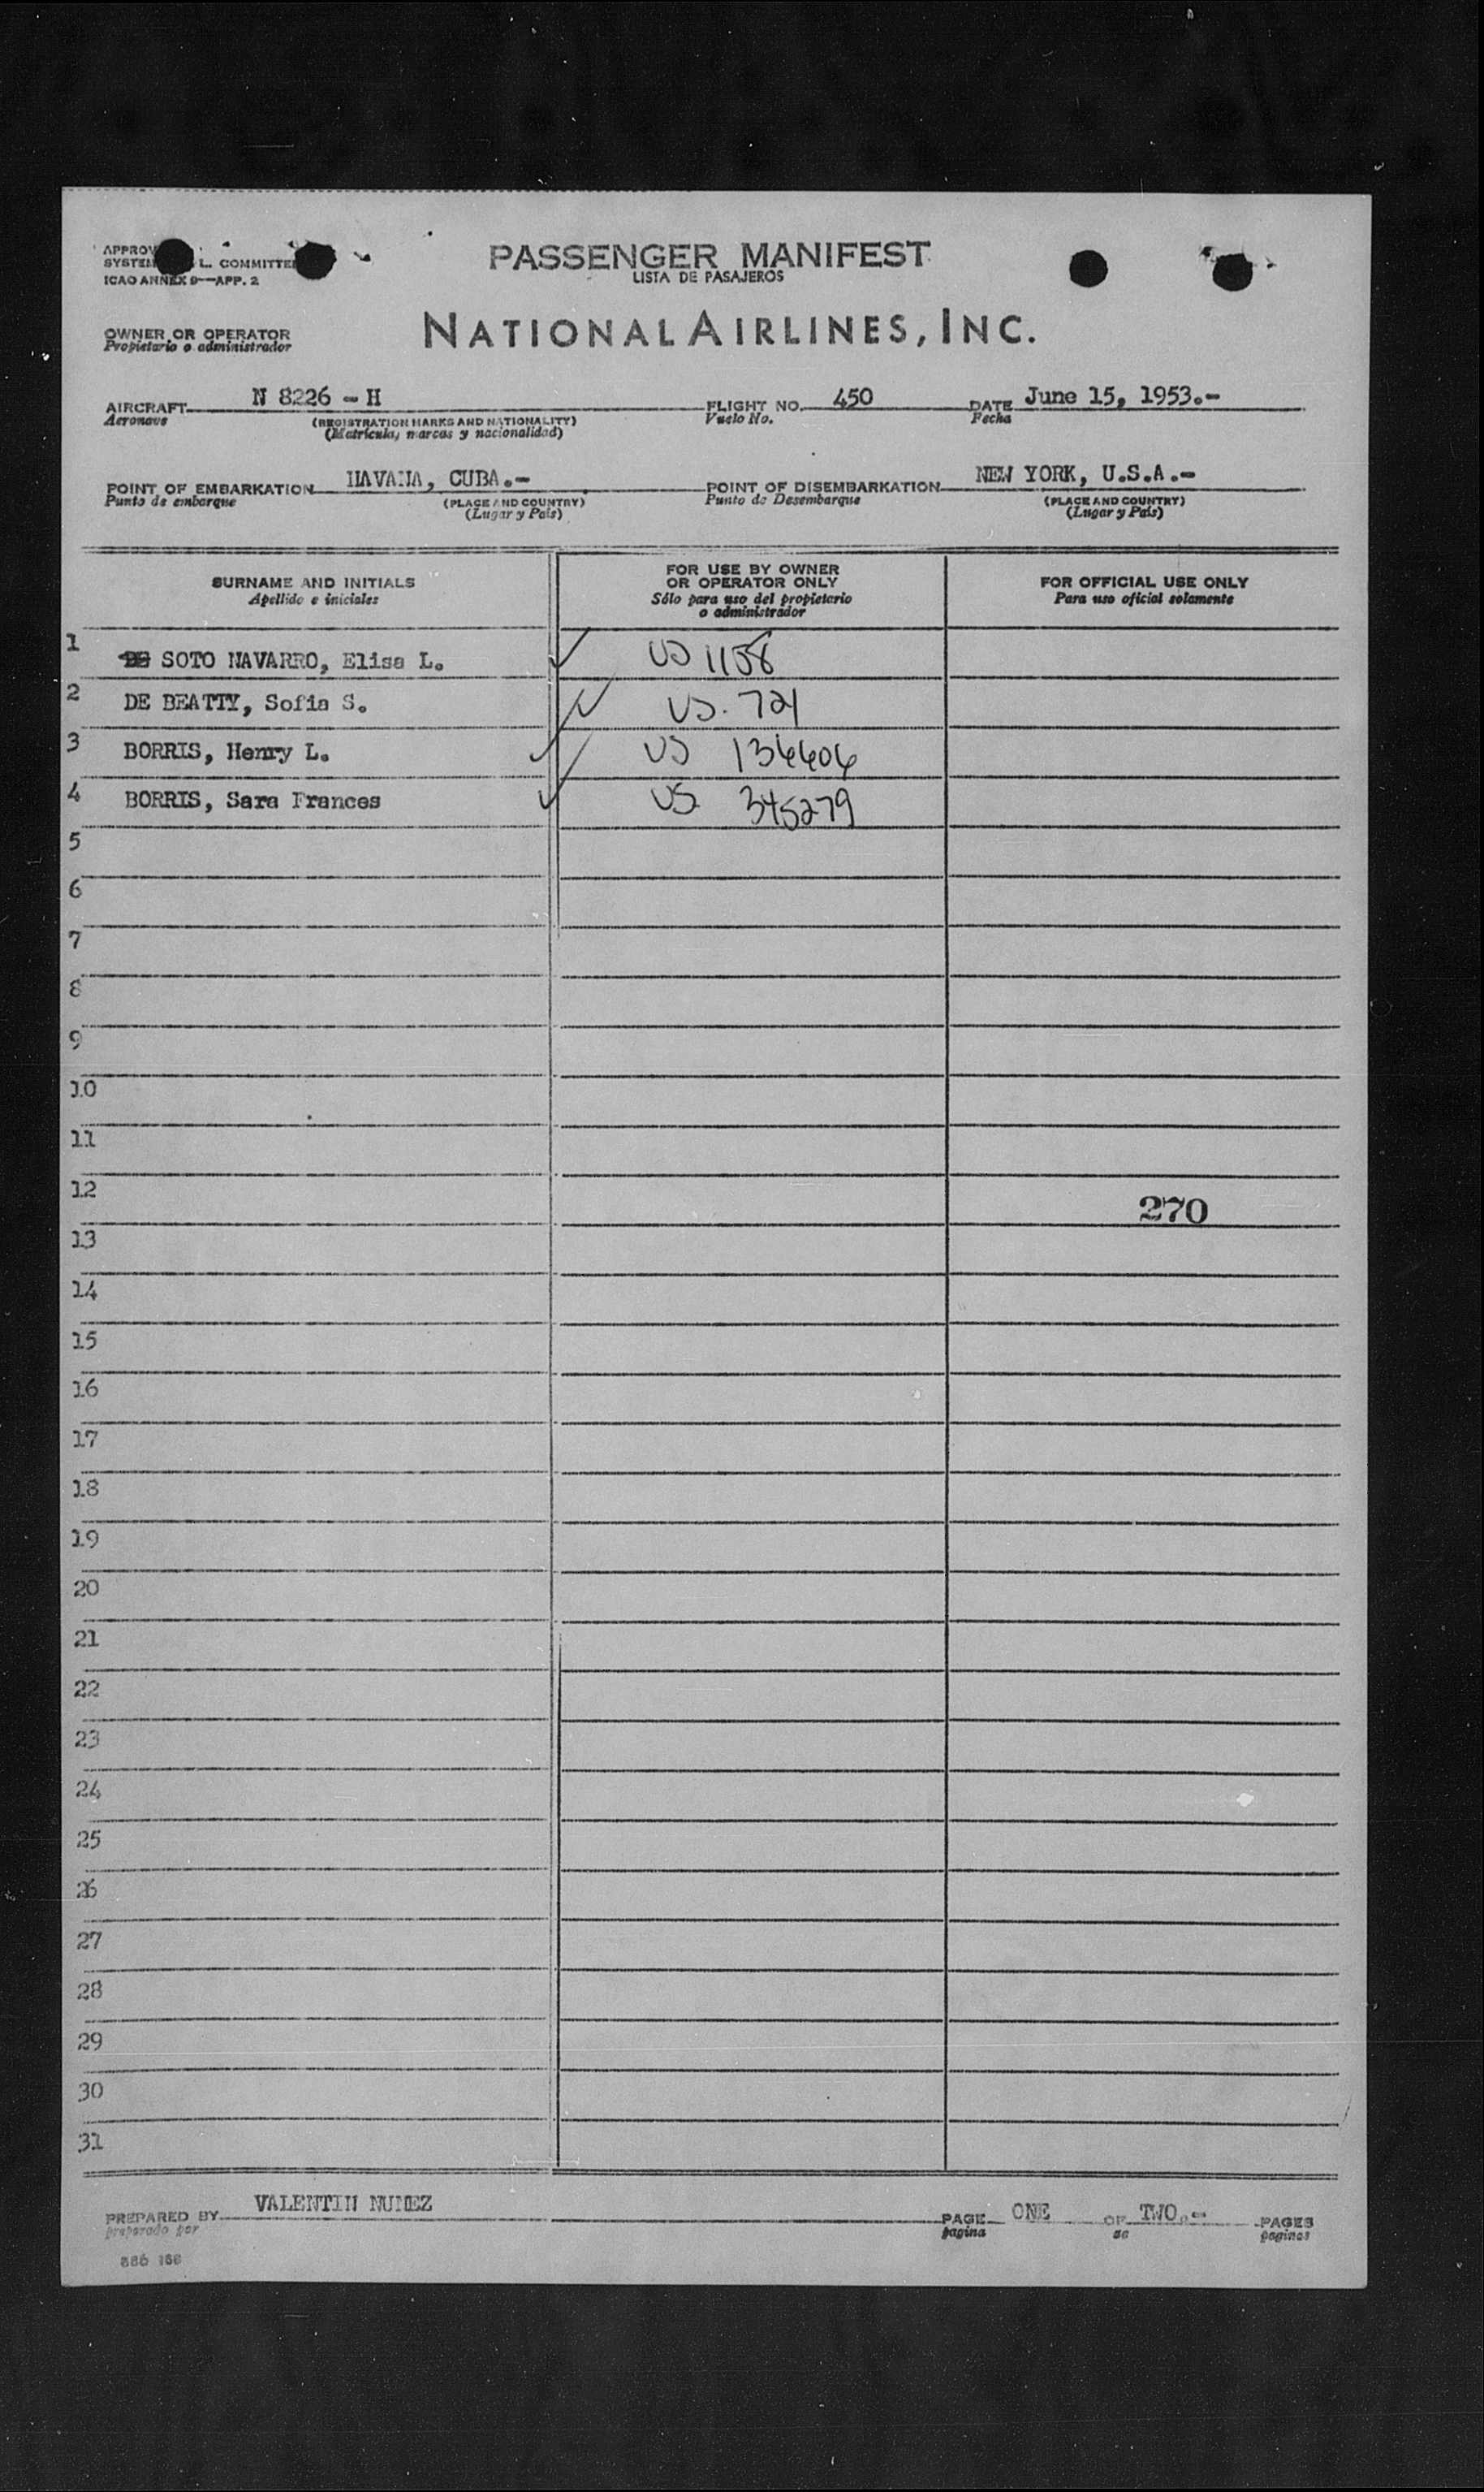 APPROV
SYSTEM L. COMMITTE
ICAO ANNEX 9—APP. 2
PASSENGER MANIFEST
LISTA DE PASAJEROS
OWNER OR OPERATOR
Propietario o administrador
NATIONAL AIRLINES, INC.
AIRCRAFT N 8226 - H FLIGHT NO. 450 DATE June 15, 1953.-
Aeronave (REGISTRATION MARKS AND NATIONALITY) Vuelo No. Fecha
(Matrícula, marcas y nacionalidad)
POINT OF EMBARKATION HAVANA, CUBA.- POINT OF DISEMBARKATION NEW YORK, U.S.A.-
Punto de embarque (PLACE AND COUNTRY) Punto de Desembarque (PLACE AND COUNTRY)
(Lugar y País) (Lugar y País)
SURNAME AND INITIALS
Apellido e iniciales
FOR USE BY OWNER
OR OPERATOR ONLY
Sólo para uso del propietario
o administrador
FOR OFFICIAL USE ONLY
Para uso oficial solamente
1 DE SOTO NAVARRO, Elisa L. US 1158
2 DE BEATTY, Sofia S. US. 721
3 BORRIS, Henry L. US 134404
4 BORRIS, Sara Frances US 345279
5
6
7
8
9
10
11
12
270
13
14
15
16
17
18
19
20
21
22
23
24
25
26
27
28
29
30
31
PREPARED BY VALENTIN NUNEZ PAGE ONE OF TWO.- PAGES
preparado por pagina de paginas